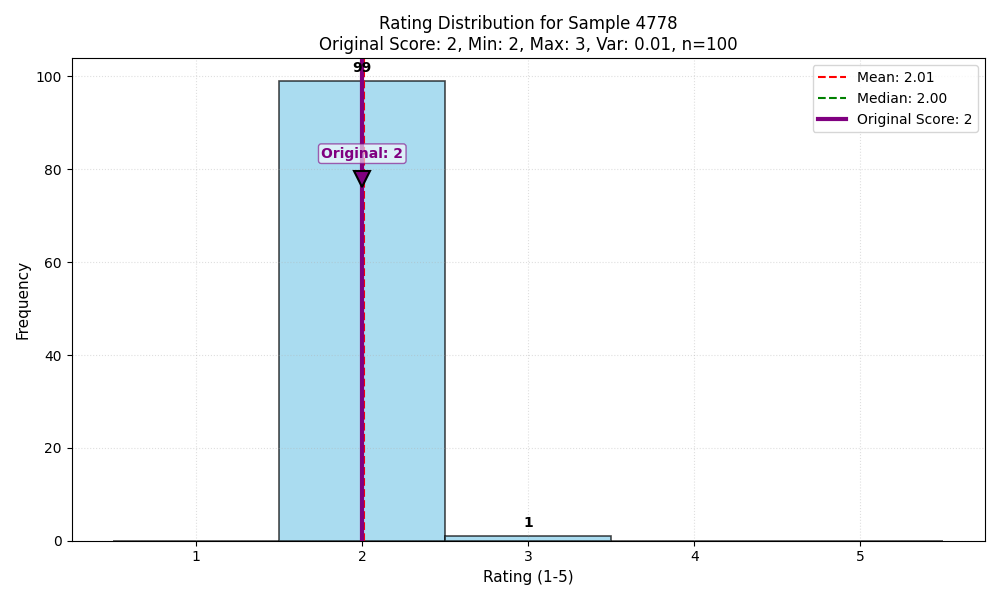 Rating Distribution for Sample 4778
Original Score: 2, Min: 2, Max: 3, Var: 0.01, n=100
Mean: 2.01
Median: 2.00
Original Score: 2
99
Original: 2
1
100
80
60
40
20
0
Frequency
1 2 3 4 5
Rating (1-5)